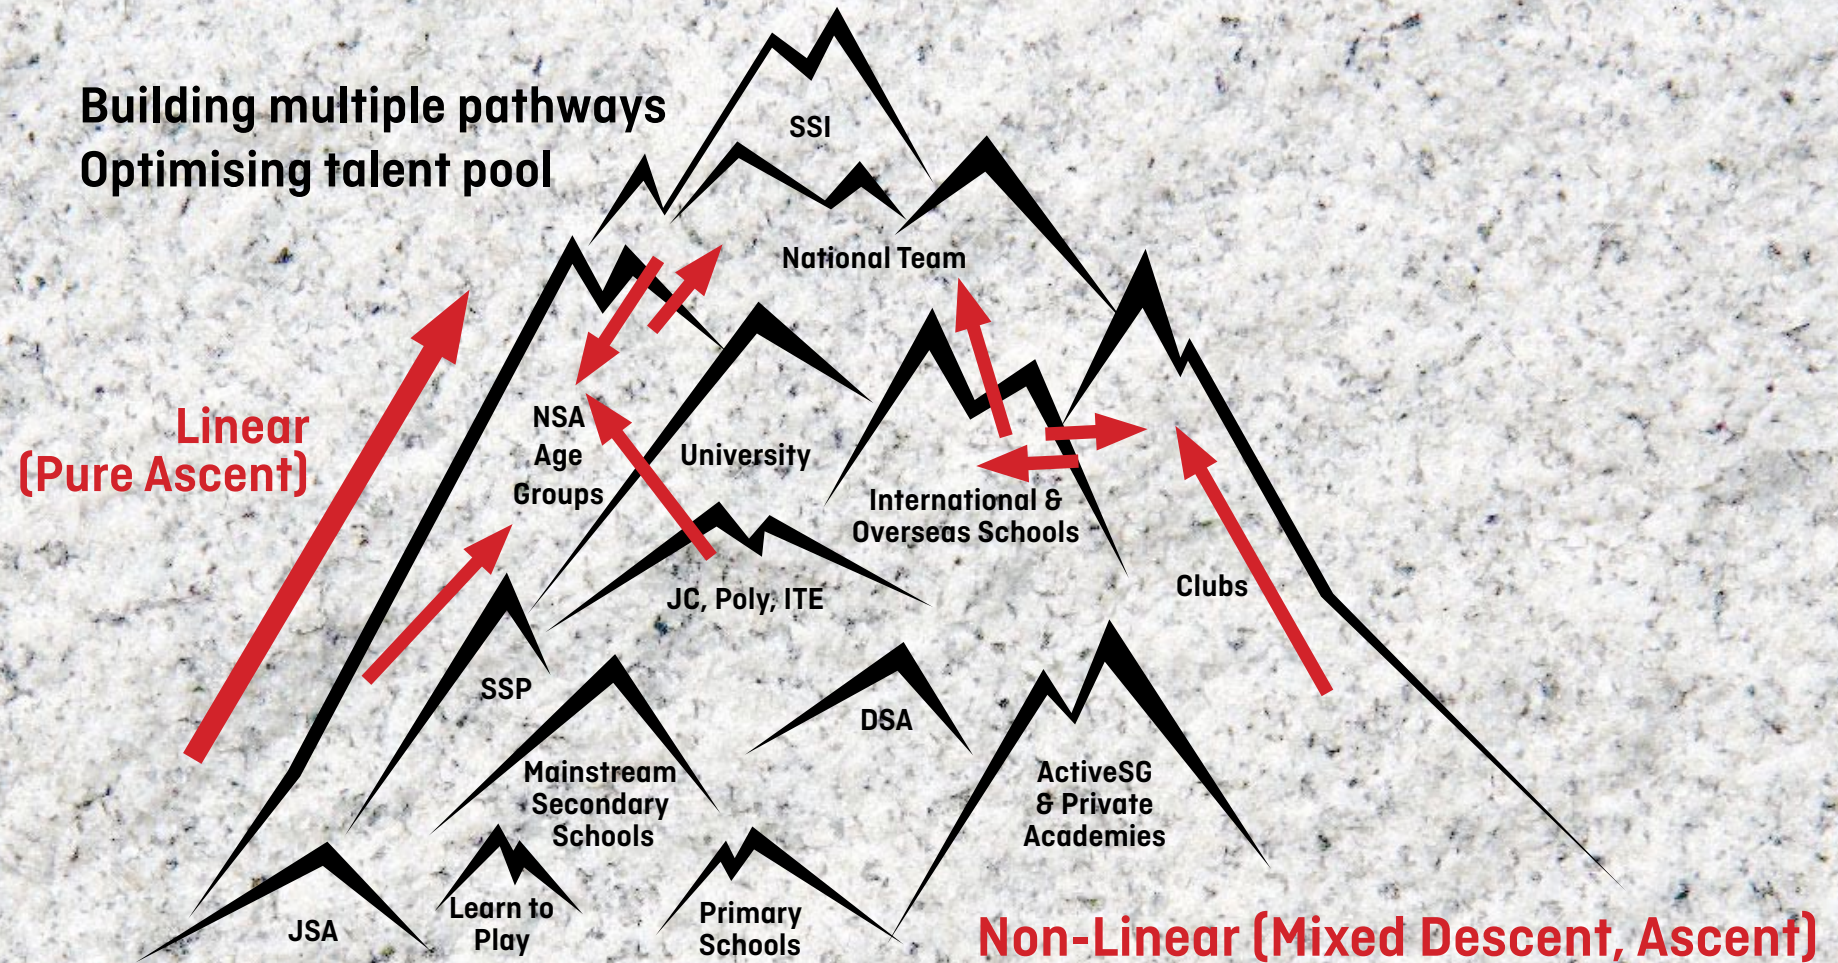 Building multiple pathways
Optimising talent pool
SSI
National Team
Linear
(Pure Ascent)
NSA
Age
Groups
University
International &
Overseas Schools
Clubs
JC, Poly, ITE
SSP
DSA
Mainstream
Secondary
Schools
ActiveSG
& Private
Academies
JSA
Learn to
Play
Primary
Schools
Non-Linear (Mixed Descent, Ascent)